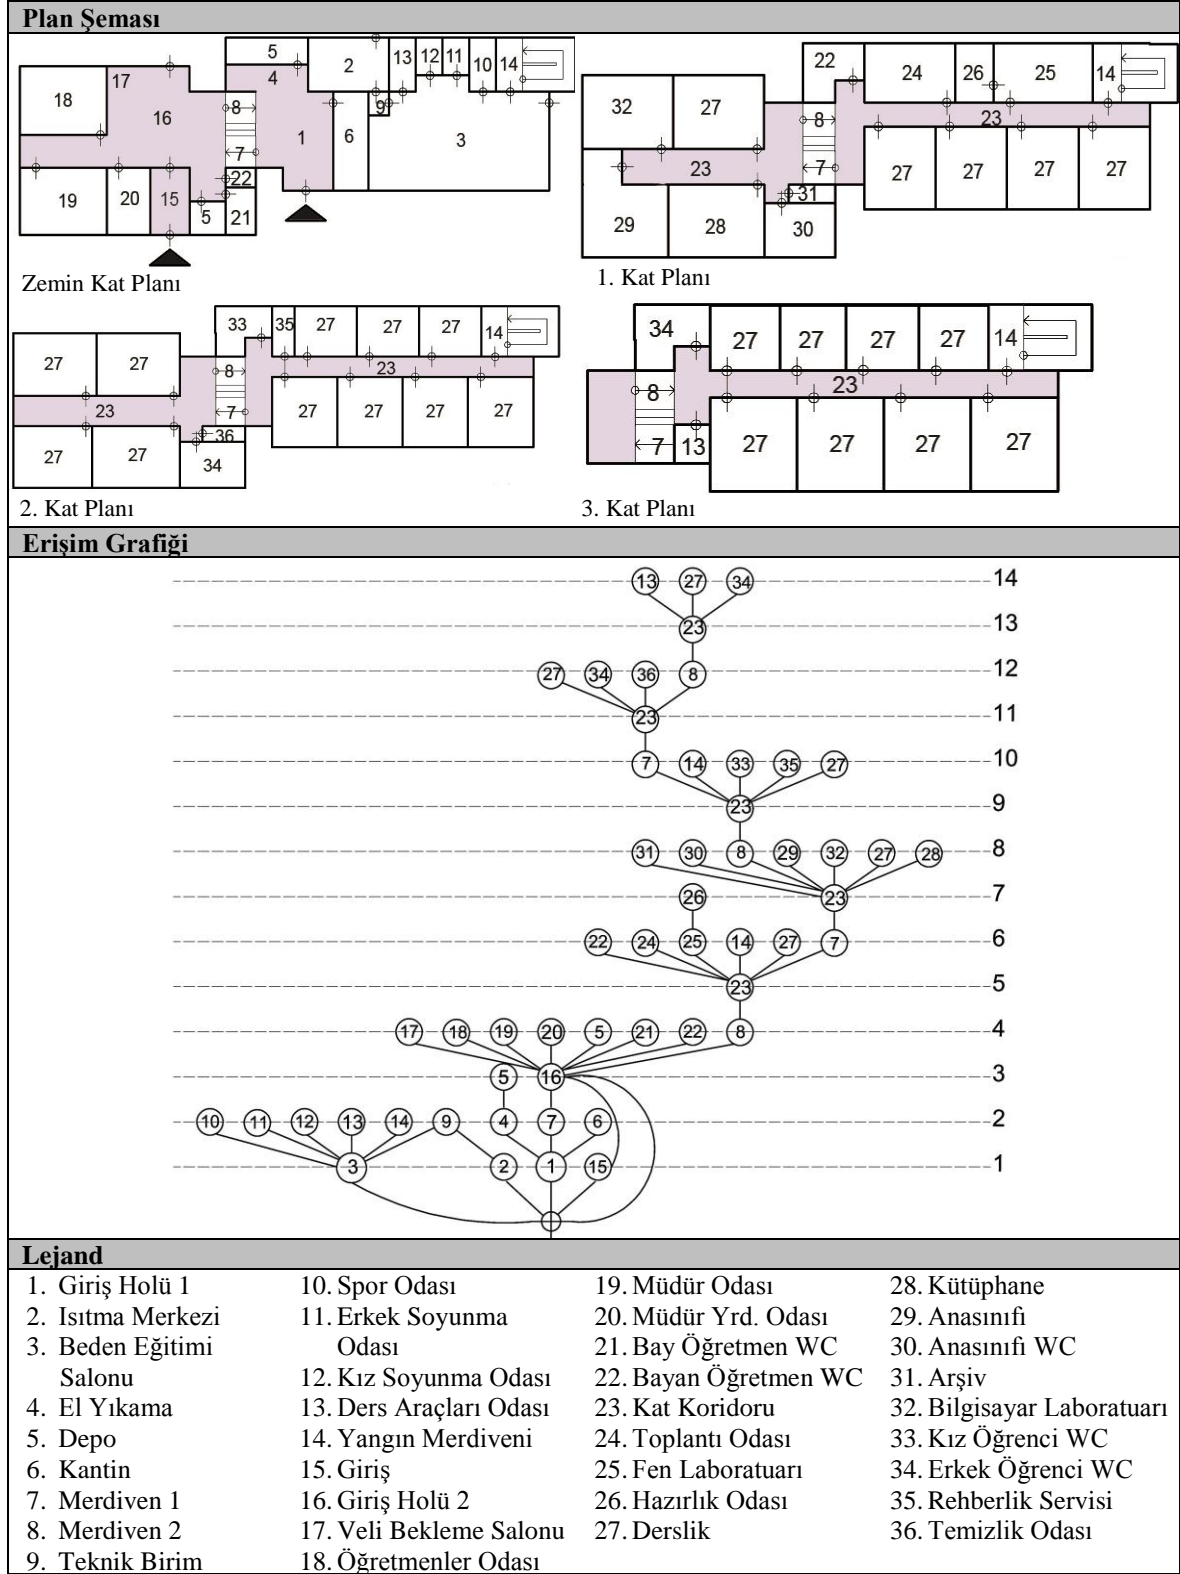 Plan Şeması
5 13 12 11
2 10 14
17 4
18 8 9
16 1 6 3
7
22
19 20 15 5 21
Zemin Kat Planı
22 24 26 25 14
32 27 8 23
23 7 27 27 27 27
31
29 28 30
1. Kat Planı
33 35 27 27 27 14
27 27 8 23
23 7 27 27 27 27
36
27 27 34
2. Kat Planı
34 27 27 27 27 14
8 23
7 13 27 27 27 27
3. Kat Planı
Erişim Grafiği
13 27 34 14
23 13
27 34 36 8 12
23 11
7 14 33 35 27 10
23 9
31 30 8 29 32 27 28 8
26 23 7
22 24 25 14 27 7 6
23 5
17 18 19 20 5 21 22 8 4
5 16 3
10 11 12 13 14 9 4 7 6 2
3 2 1 15 1
Lejand
1. Giriş Holü 1
2. Isıtma Merkezi
3. Beden Eğitimi
Salonu
4. El Yıkama
5. Depo
6. Kantin
7. Merdiven 1
8. Merdiven 2
9. Teknik Birim
10. Spor Odası
11. Erkek Soyunma
Odası
12. Kız Soyunma Odası
13. Ders Araçları Odası
14. Yangın Merdiveni
15. Giriş
16. Giriş Holü 2
17. Veli Bekleme Salonu
18. Öğretmenler Odası
19. Müdür Odası
20. Müdür Yrd. Odası
21. Bay Öğretmen WC
22. Bayan Öğretmen WC
23. Kat Koridoru
24. Toplantı Odası
25. Fen Laboratuarı
26. Hazırlık Odası
27. Derslik
28. Kütüphane
29. Anasınıfı
30. Anasınıfı WC
31. Arşiv
32. Bilgisayar Laboratuarı
33. Kız Öğrenci WC
34. Erkek Öğrenci WC
35. Rehberlik Servisi
36. Temizlik Odası